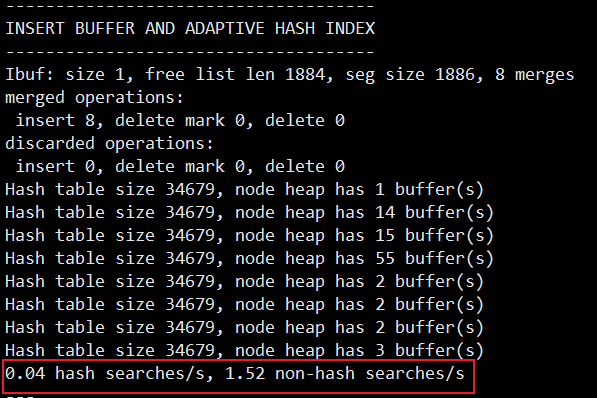 -------------------------------------
INSERT BUFFER AND ADAPTIVE HASH INDEX
-------------------------------------
Ibuf: size 1, free list len 1884, seg size 1886, 8 merges
merged operations:
 insert 8, delete mark 0, delete 0
discarded operations:
 insert 0, delete mark 0, delete 0
Hash table size 34679, node heap has 1 buffer(s)
Hash table size 34679, node heap has 14 buffer(s)
Hash table size 34679, node heap has 15 buffer(s)
Hash table size 34679, node heap has 55 buffer(s)
Hash table size 34679, node heap has 2 buffer(s)
Hash table size 34679, node heap has 2 buffer(s)
Hash table size 34679, node heap has 2 buffer(s)
Hash table size 34679, node heap has 3 buffer(s)
0.04 hash searches/s, 1.52 non-hash searches/s
---